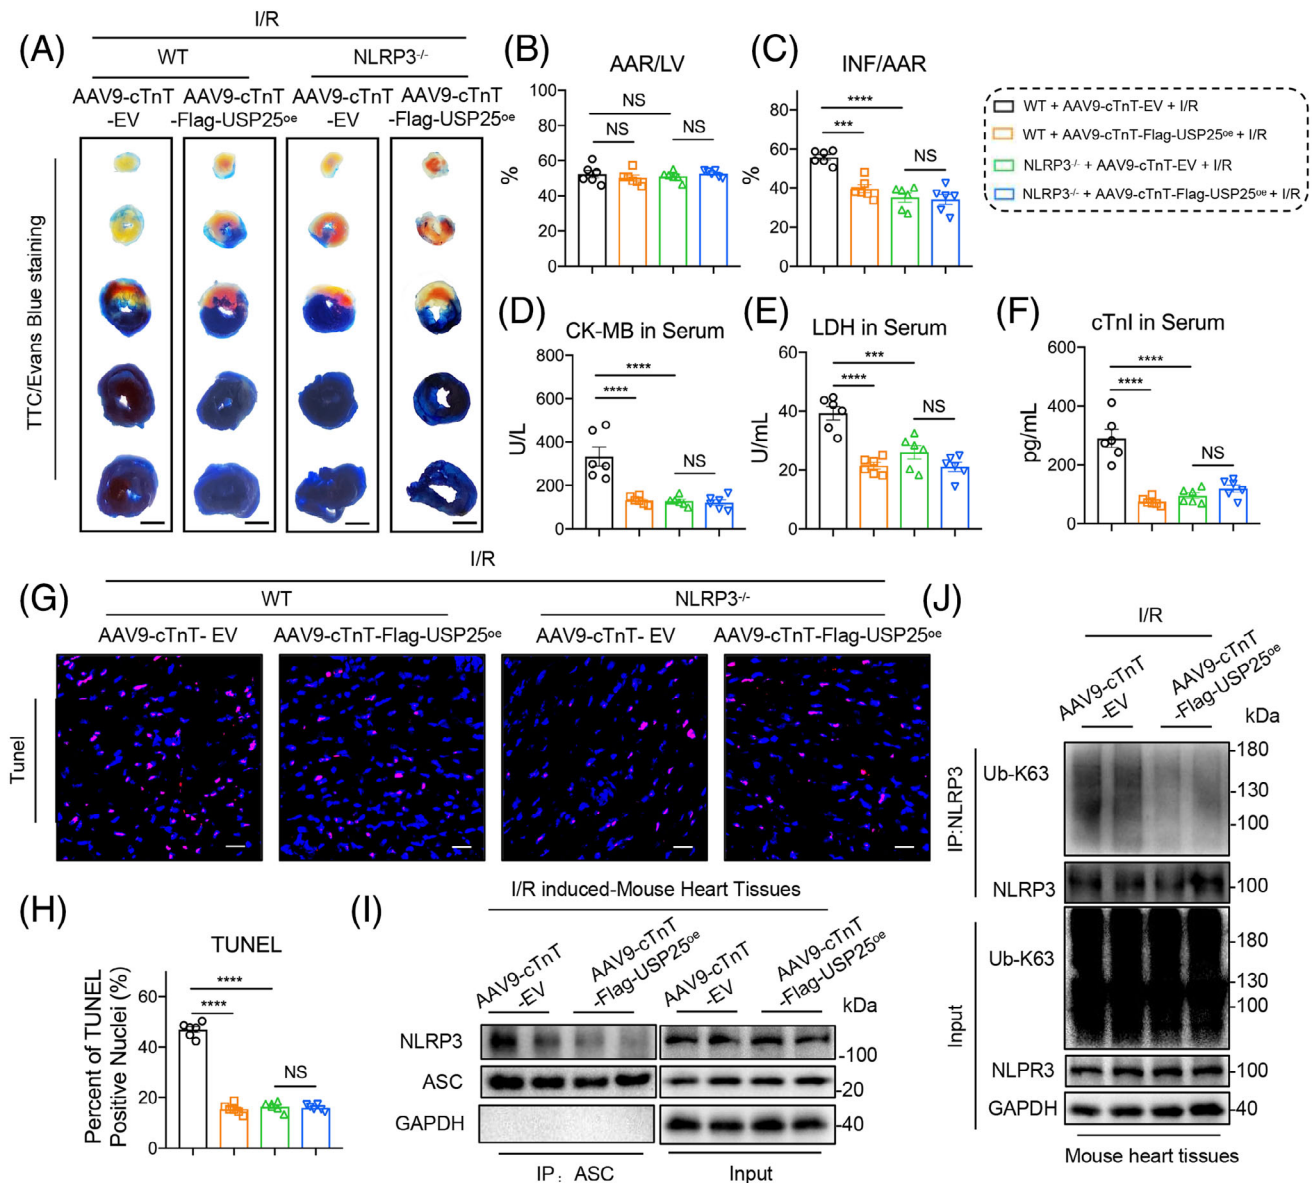 (A)
I/R
WT
NLRP3-/-
AAV9-cTnT
-EV
AAV9-cTnT
-Flag-USP25oe
AAV9-cTnT
-EV
AAV9-cTnT
-Flag-USP25oe
TTC/Evans Blue staining
(B)
AAR/LV
%
100
80
60
40
20
0
NS
NS
NS
(C)
INF/AAR
%
80
60
40
20
0
****
***
NS
WT + AAV9-cTnT-EV + I/R
WT + AAV9-cTnT-Flag-USP25oe + I/R
NLRP3-/- + AAV9-cTnT-EV + I/R
NLRP3-/- + AAV9-cTnT-Flag-USP25oe + I/R
(D)
CK-MB in Serum
U/L
800
600
400
200
0
****
****
NS
(E)
LDH in Serum
U/mL
60
40
20
0
***
****
NS
(F)
cTnI in Serum
pg/mL
600
400
200
0
****
****
NS
(G)
I/R
WT
NLRP3-/-
AAV9-cTnT- EV
AAV9-cTnT-Flag-USP25oe
AAV9-cTnT- EV
AAV9-cTnT-Flag-USP25oe
Tunel
(H)
TUNEL
Percent of TUNEL
Positive Nuclei (%)
60
40
20
0
****
****
NS
(I)
I/R induced-Mouse Heart Tissues
AAV9-cTnT
-EV
AAV9-cTnT
-Flag-USP25oe
AAV9-cTnT
-EV
AAV9-cTnT
-Flag-USP25oe
kDa
NLRP3
-100
ASC
-20
GAPDH
-40
IP: ASC
Input
(J)
I/R
AAV9-cTnT
-EV
AAV9-cTnT
-Flag-USP25oe
kDa
IP:NLRP3
Ub-K63
-180
-130
-100
NLRP3
-100
Input
Ub-K63
-180
-130
-100
NLPR3
-100
GAPDH
-40
Mouse heart tissues